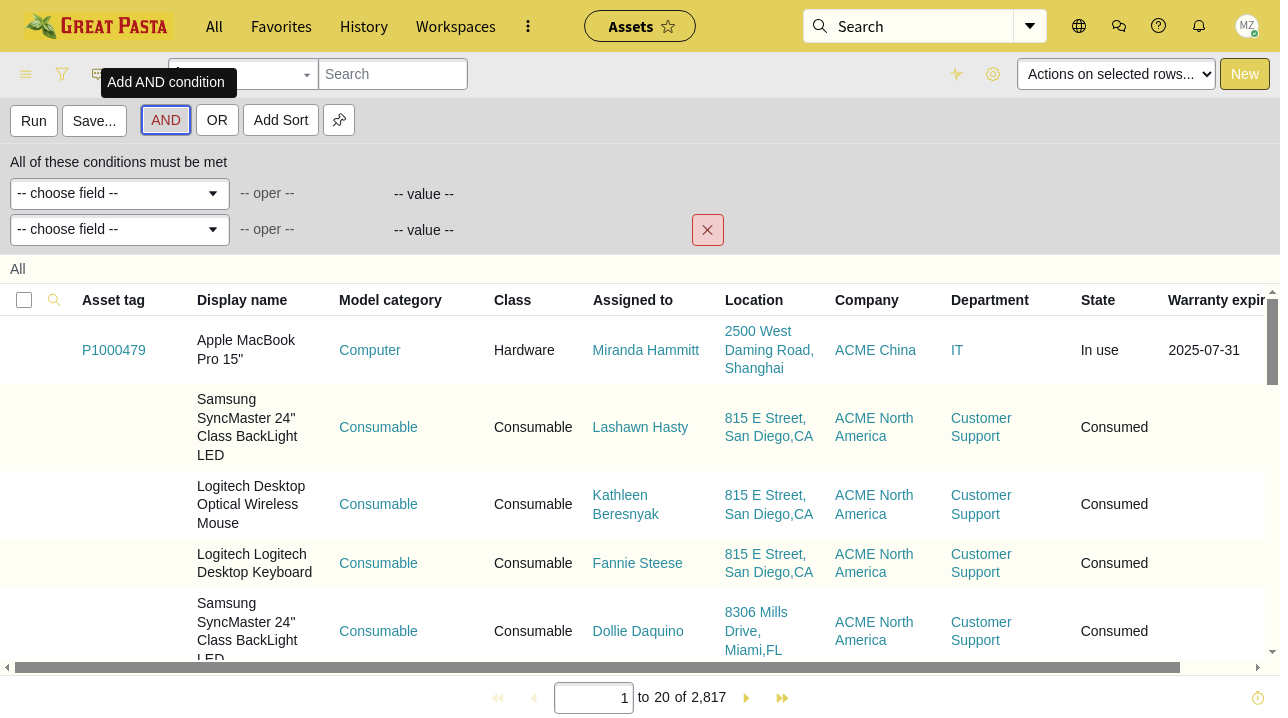 GREAT PASTA
All
Favorites
History
Workspaces
Assets
Search
MZ
Search
Actions on selected rows...
New
Add AND condition
Run
Save...
AND
OR
Add Sort
All of these conditions must be met
-- choose field --
-- oper --
-- value --
-- choose field --
-- oper --
-- value --
All
Asset tag
Display name
Model category
Class
Assigned to
Location
Company
Department
State
Warranty expir
P1000479
Apple MacBook
Pro 15"
Computer
Hardware
Miranda Hammitt
2500 West
Daming Road,
Shanghai
ACME China
IT
In use
2025-07-31
Samsung
SyncMaster 24"
Class BackLight
LED
Consumable
Consumable
Lashawn Hasty
815 E Street,
San Diego,CA
ACME North
America
Customer
Support
Consumed
Logitech Desktop
Optical Wireless
Mouse
Consumable
Consumable
Kathleen
Beresnyak
815 E Street,
San Diego,CA
ACME North
America
Customer
Support
Consumed
Logitech Logitech
Desktop Keyboard
Consumable
Consumable
Fannie Steese
815 E Street,
San Diego,CA
ACME North
America
Customer
Support
Consumed
Samsung
SyncMaster 24"
Class BackLight
LED
Consumable
Consumable
Dollie Daquino
8306 Mills
Drive,
Miami,FL
ACME North
America
Customer
Support
Consumed
1 to 20 of 2,817